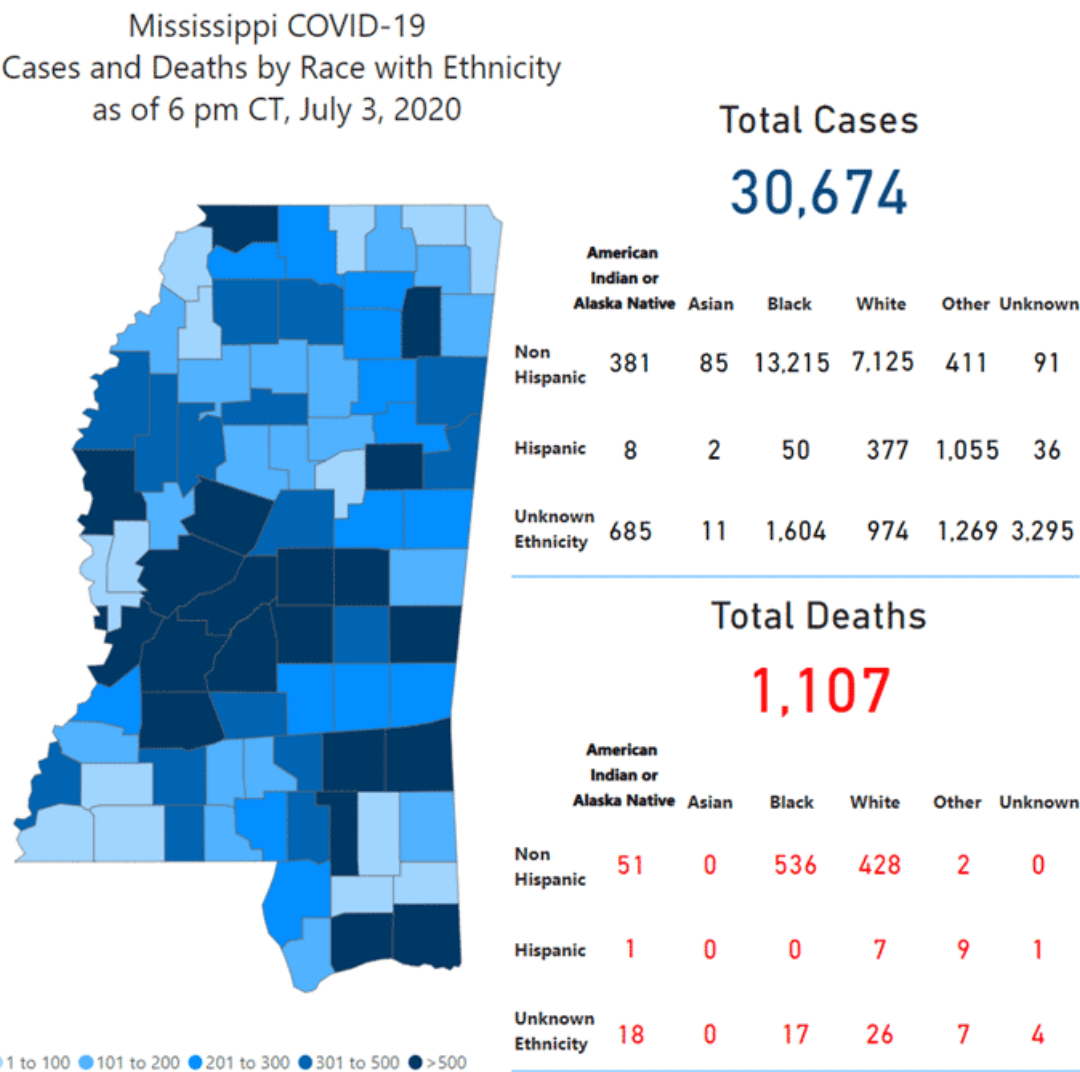 Mississippi COVID-19
Cases and Deaths by Race with Ethnicity
as of 6 pm CT, July 3, 2020
Total Cases
30,674
American
Indian or
Alaska Native Asian Black White Other Unknown
Non
Hispanic 381 85 13,215 7,125 411 91
Hispanic 8 2 50 377 1,055 36
Unknown
Ethnicity 685 11 1,604 974 1,269 3,295
Total Deaths
1,107
American
Indian or
Alaska Native Asian Black White Other Unknown
Non
Hispanic 51 0 536 428 2 0
Hispanic 1 0 0 7 9 1
Unknown
Ethnicity 18 0 17 26 7 4
1 to 100 101 to 200 201 to 300 301 to 500 >500